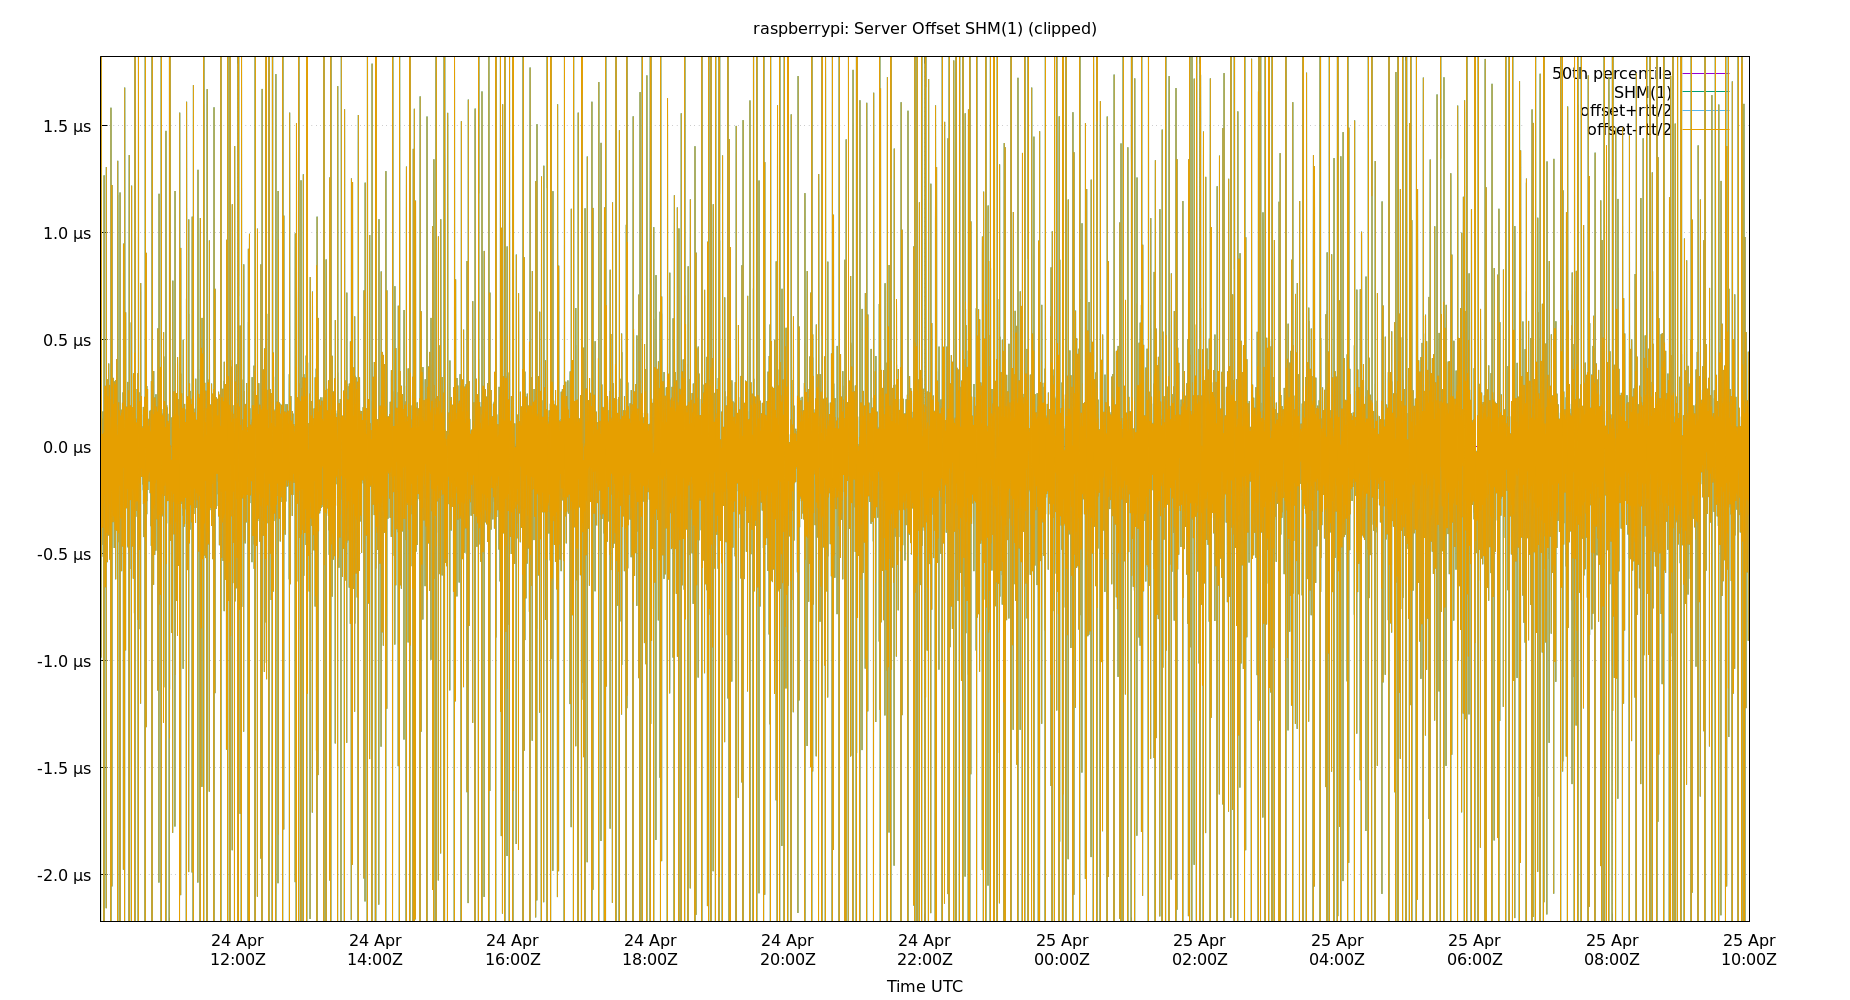 raspberrypi: Server Offset SHM(1) (clipped)
50th percentile
SHM(1)
offset+rtt/2
offset-rtt/2
1.5 µs
1.0 µs
0.5 µs
0.0 µs
-0.5 µs
-1.0 µs
-1.5 µs
-2.0 µs
24 Apr 24 Apr 24 Apr 24 Apr 24 Apr 24 Apr 25 Apr 25 Apr 25 Apr 25 Apr 25 Apr 25 Apr
12:00Z 14:00Z 16:00Z 18:00Z 20:00Z 22:00Z 00:00Z 02:00Z 04:00Z 06:00Z 08:00Z 10:00Z
Time UTC